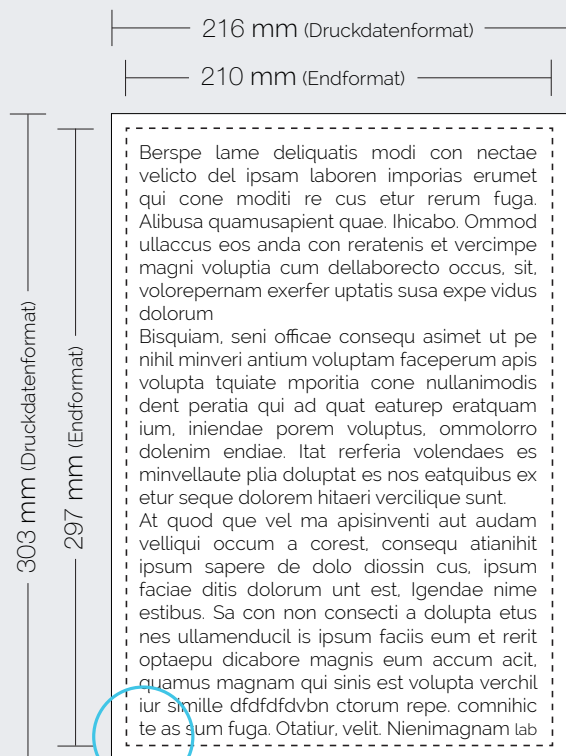 216 mm (Druckdatenformat)
210 mm (Endformat)
303 mm (Druckdatenformat)
297 mm (Endformat)
Berspe lame deliquatis modi con nectae
velicto del ipsam laboren imporias erumet
qui cone moditi re cus etur rerum fuga.
Alibusa quamusapient quae. Ihicabo. Ommod
ullaccus eos anda con reratenis et vercimpe
magni voluptia cum dellaborecto occus, sit,
volorepernam exerfer uptatis susa expe vidus
dolorum
Bisquiam, seni officae consequ asimet ut pe
nihil minveri antium voluptam faceperum apis
volupta tquiate mporitia cone nullanimodis
dent peratia qui ad quat eaturep eratquam
ium, iniendae porem voluptus, ommolorro
dolenim endiae. Itat rerferia volendaes es
minvellaute plia doluptat es nos eatquibus ex
etur seque dolorem hitaeri vercilique sunt.
At quod que vel ma apisinventi aut audam
velliqui occum a corest, consequ atianihit
ipsum sapere de dolo diossin cus, ipsum
faciae ditis dolorum unt est, Igendae nime
estibus. Sa con non consecti a dolupta etus
nes ullamenducil is ipsum faciis eum et rerit
optaepu dicabore magnis eum accum acit,
quamus magnam qui sinis est volupta verchil
iur simille dfdfdfdvbn ctorum repe. comnihic
te as sum fuga. Otatiur, velit. Nienimagnam lab